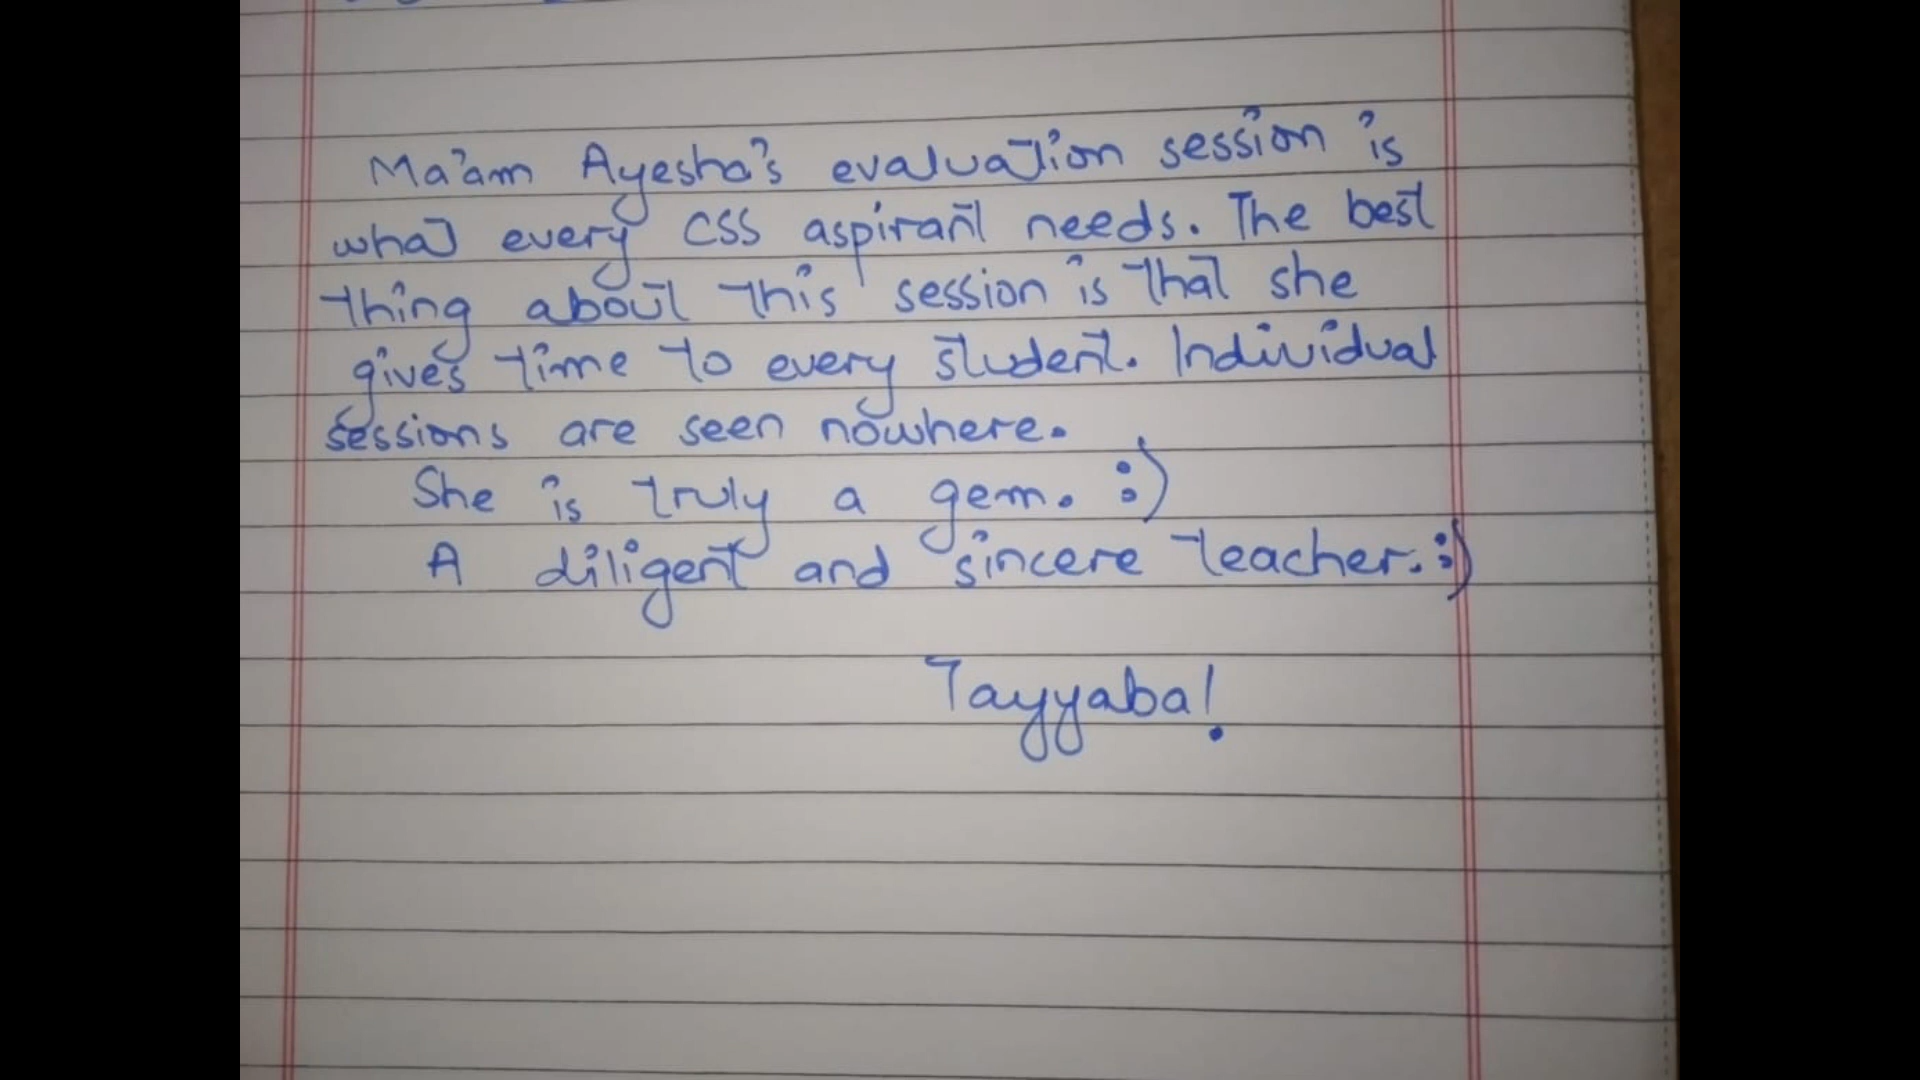 Ma'am Ayesha's evaluation session is
what every CSS aspirant needs. The best
thing about this session is that she
gives time to every student. Individual
sessions are seen nowhere.
She is truly a gem. :)
A diligent and sincere teacher. :)
Tayyaba!